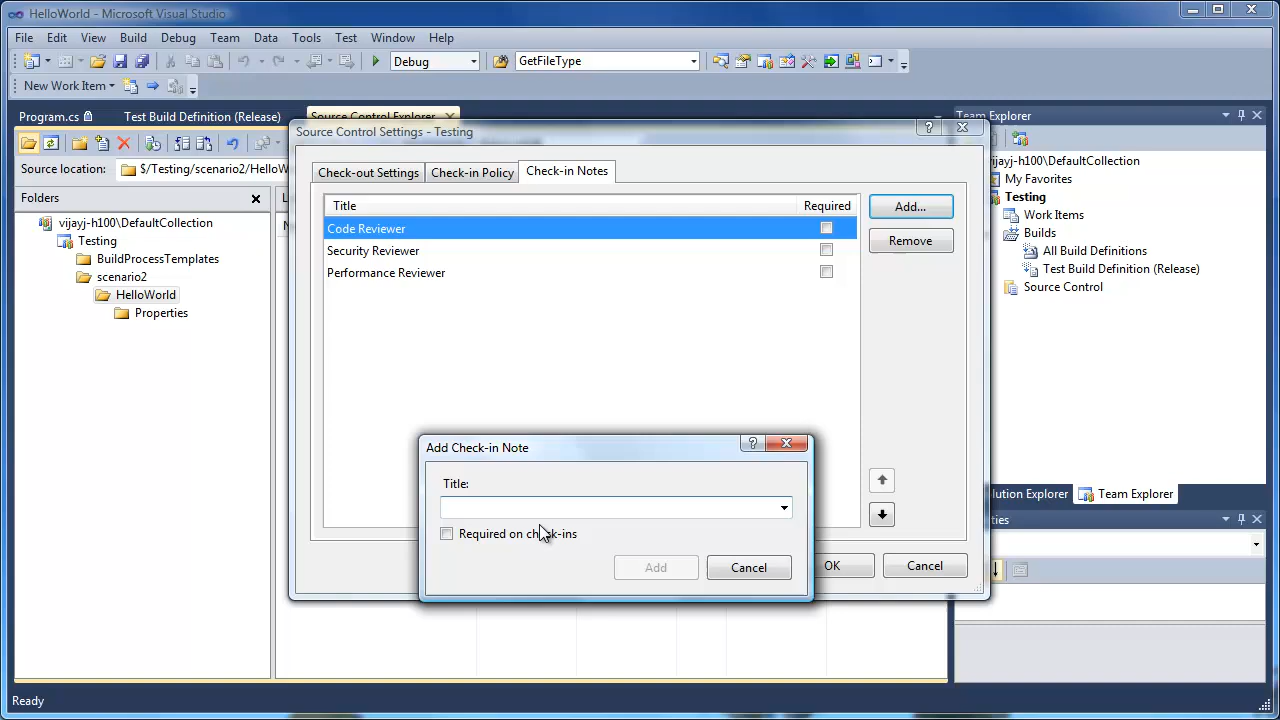 HelloWorld - Microsoft Visual Studio
File Edit View Build Debug Team Data Tools Test Window Help
Debug GetFileType
New Work Item
Program.cs Test Build Definition (Release) Source Control Explorer
Source location: $/Testing/scenario2/HelloW
Folders
vijayj-h100\DefaultCollection
Testing
BuildProcessTemplates
scenario2
HelloWorld
Properties
Source Control Settings - Testing
Check-out Settings Check-in Policy Check-in Notes
Title Required
Code Reviewer
Security Reviewer
Performance Reviewer
Add...
Remove
OK Cancel
Add Check-in Note
Title:
Required on check-ins
Add Cancel
Team Explorer
vijayj-h100\DefaultCollection
My Favorites
Testing
Work Items
Builds
All Build Definitions
Test Build Definition (Release)
Source Control
olution Explorer Team Explorer
ties
Ready